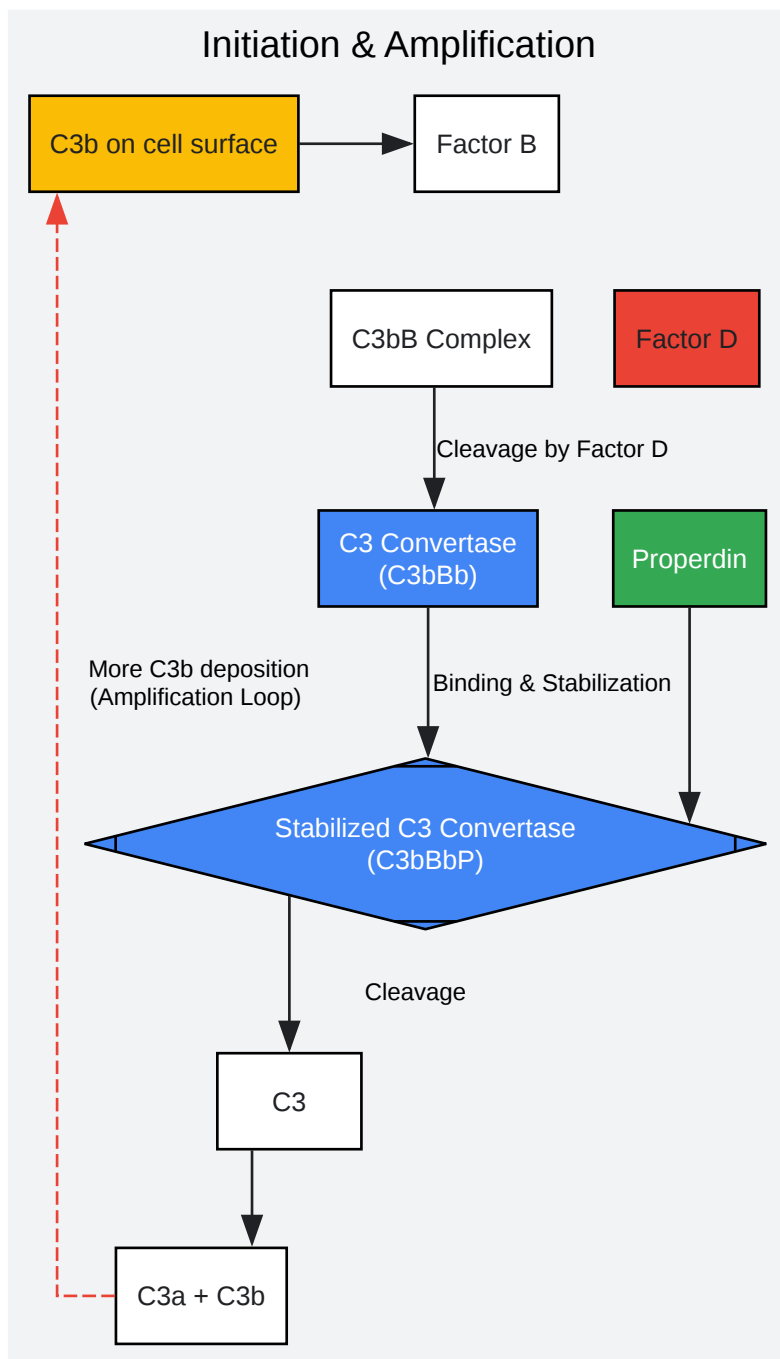 Initiation & Amplification
C3b on cell surface
Factor B
C3bB Complex
Factor D
Cleavage by Factor D
C3 Convertase
(C3bBb)
Properdin
More C3b deposition
(Amplification Loop)
Binding & Stabilization
Stabilized C3 Convertase
(C3bBbP)
Cleavage
C3
C3a + C3b